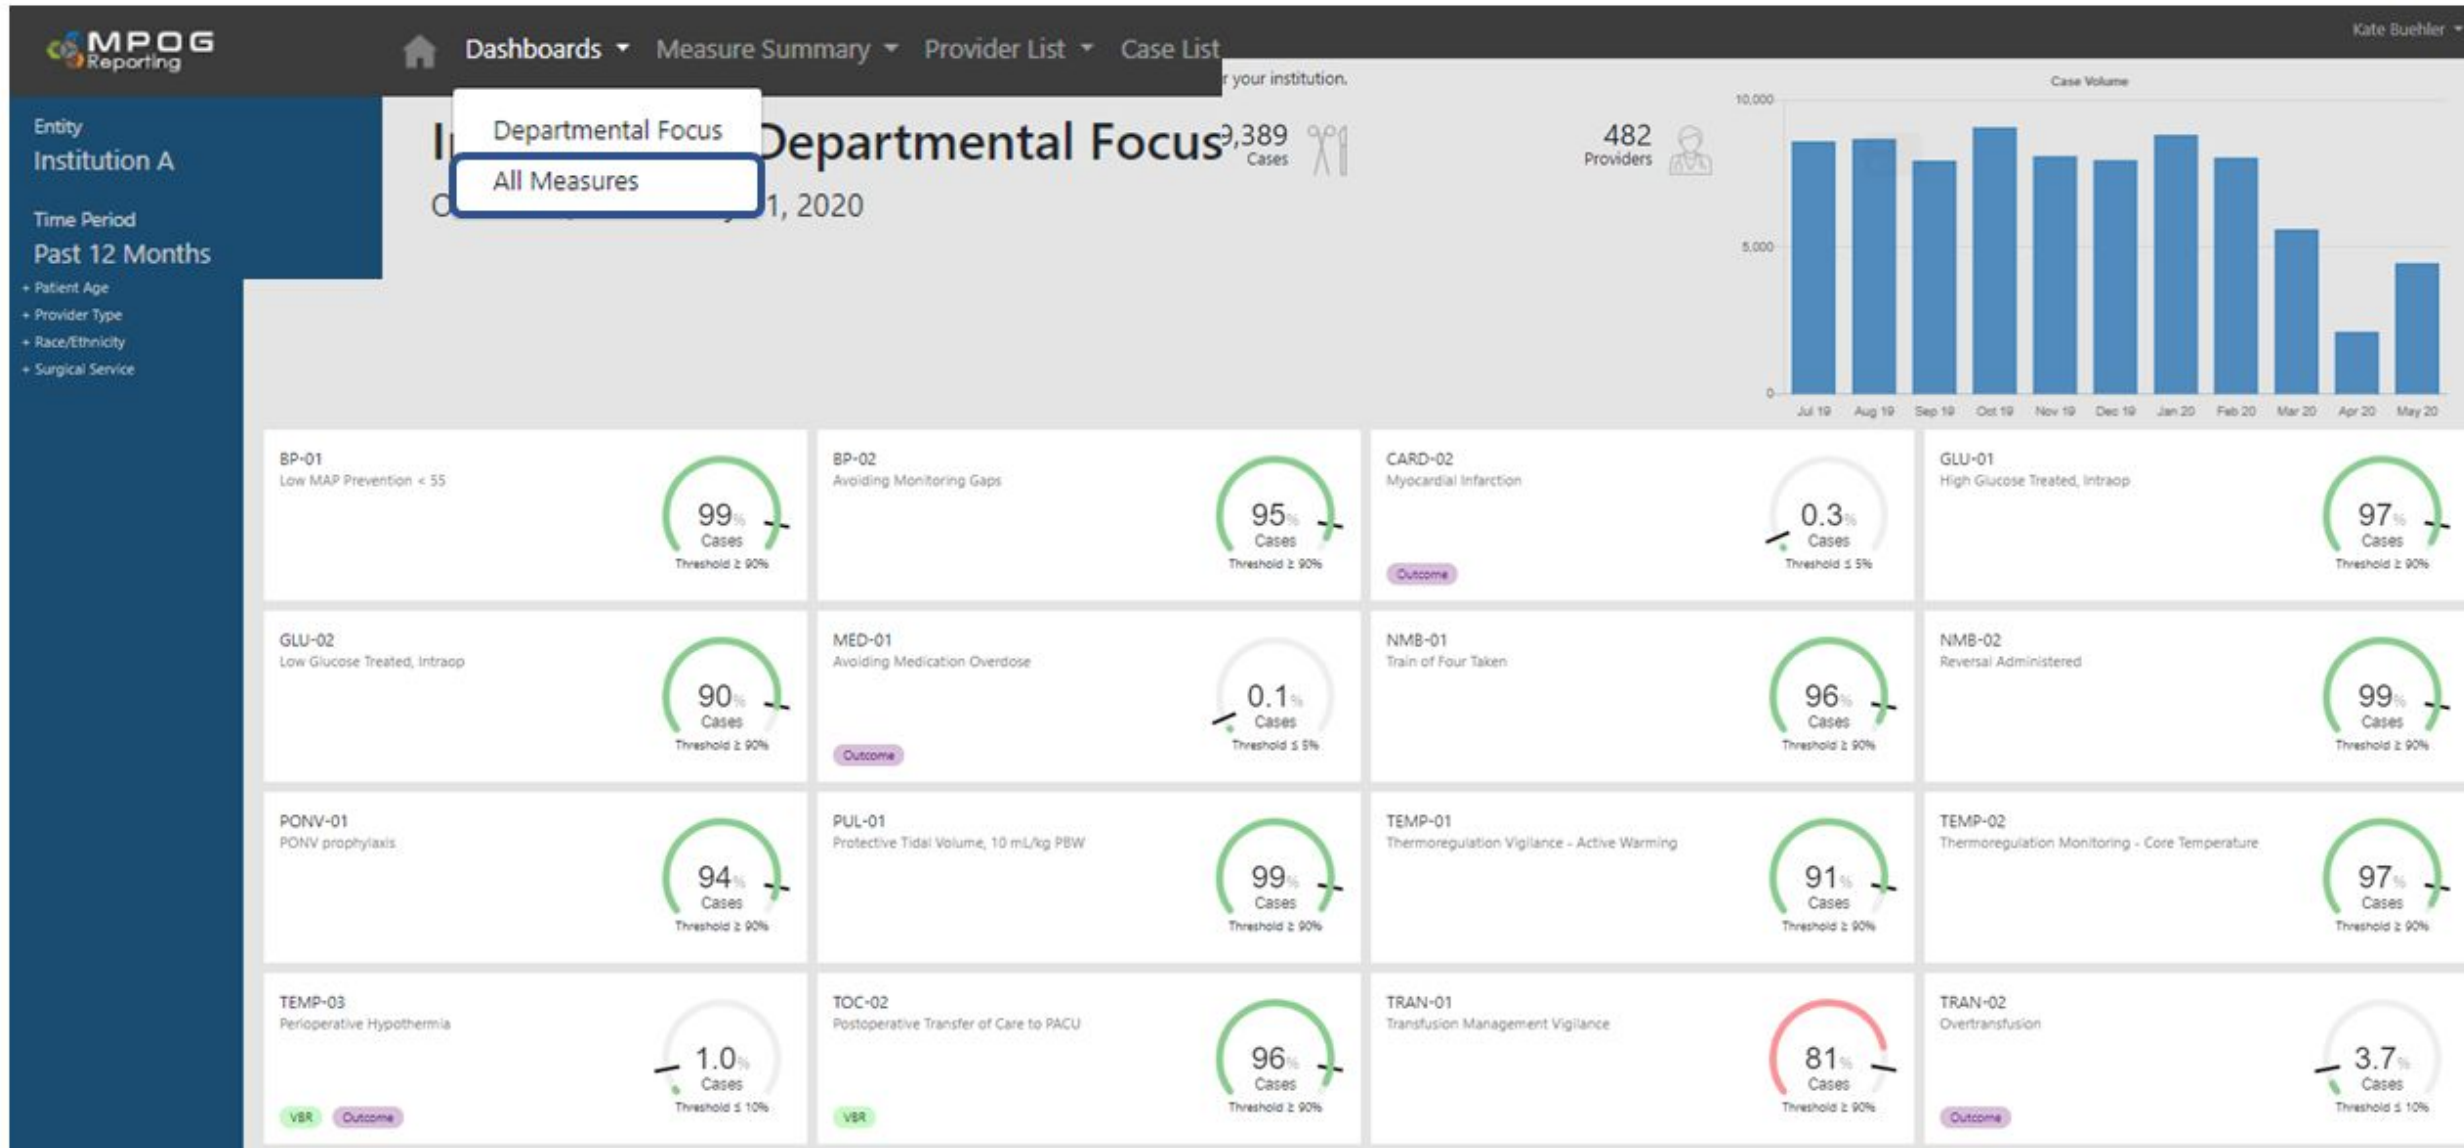 MPOG
Reporting
Dashboards
Measure Summary
Provider List
Case List
Kate Buehler
Departmental Focus
All Measures
r your institution.
Departmental Focus
1, 2020
9,389
Cases
482
Providers
Entity
Institution A
Time Period
Past 12 Months
+ Patient Age
+ Provider Type
+ Race/Ethnicity
+ Surgical Service
Case Volume
10,000
5,000
0
Jul 19 Aug 19 Sep 19 Oct 19 Nov 19 Dec 19 Jan 20 Feb 20 Mar 20 Apr 20 May 20
BP-01
Low MAP Prevention < 55
99%
Cases
Threshold ≥ 90%
BP-02
Avoiding Monitoring Gaps
95%
Cases
Threshold ≥ 90%
CARD-02
Myocardial Infarction
0.3%
Cases
Threshold ≤ 5%
Outcome
GLU-01
High Glucose Treated, Intraop
97%
Cases
Threshold ≥ 90%
GLU-02
Low Glucose Treated, Intraop
90%
Cases
Threshold ≥ 90%
MED-01
Avoiding Medication Overdose
0.1%
Cases
Threshold ≤ 5%
Outcome
NMB-01
Train of Four Taken
96%
Cases
Threshold ≥ 90%
NMB-02
Reversal Administered
99%
Cases
Threshold ≥ 90%
PONV-01
PONV prophylaxis
94%
Cases
Threshold ≥ 90%
PUL-01
Protective Tidal Volume, 10 mL/kg PBW
99%
Cases
Threshold ≥ 90%
TEMP-01
Thermoregulation Vigilance - Active Warming
91%
Cases
Threshold ≥ 90%
TEMP-02
Thermoregulation Monitoring - Core Temperature
97%
Cases
Threshold ≥ 90%
TEMP-03
Perioperative Hypothermia
1.0%
Cases
Threshold ≤ 10%
VBR Outcome
TOC-02
Postoperative Transfer of Care to PACU
96%
Cases
Threshold ≥ 90%
VBR
TRAN-01
Transfusion Management Vigilance
81%
Cases
Threshold ≥ 90%
TRAN-02
Overtransfusion
3.7%
Cases
Threshold ≤ 10%
Outcome